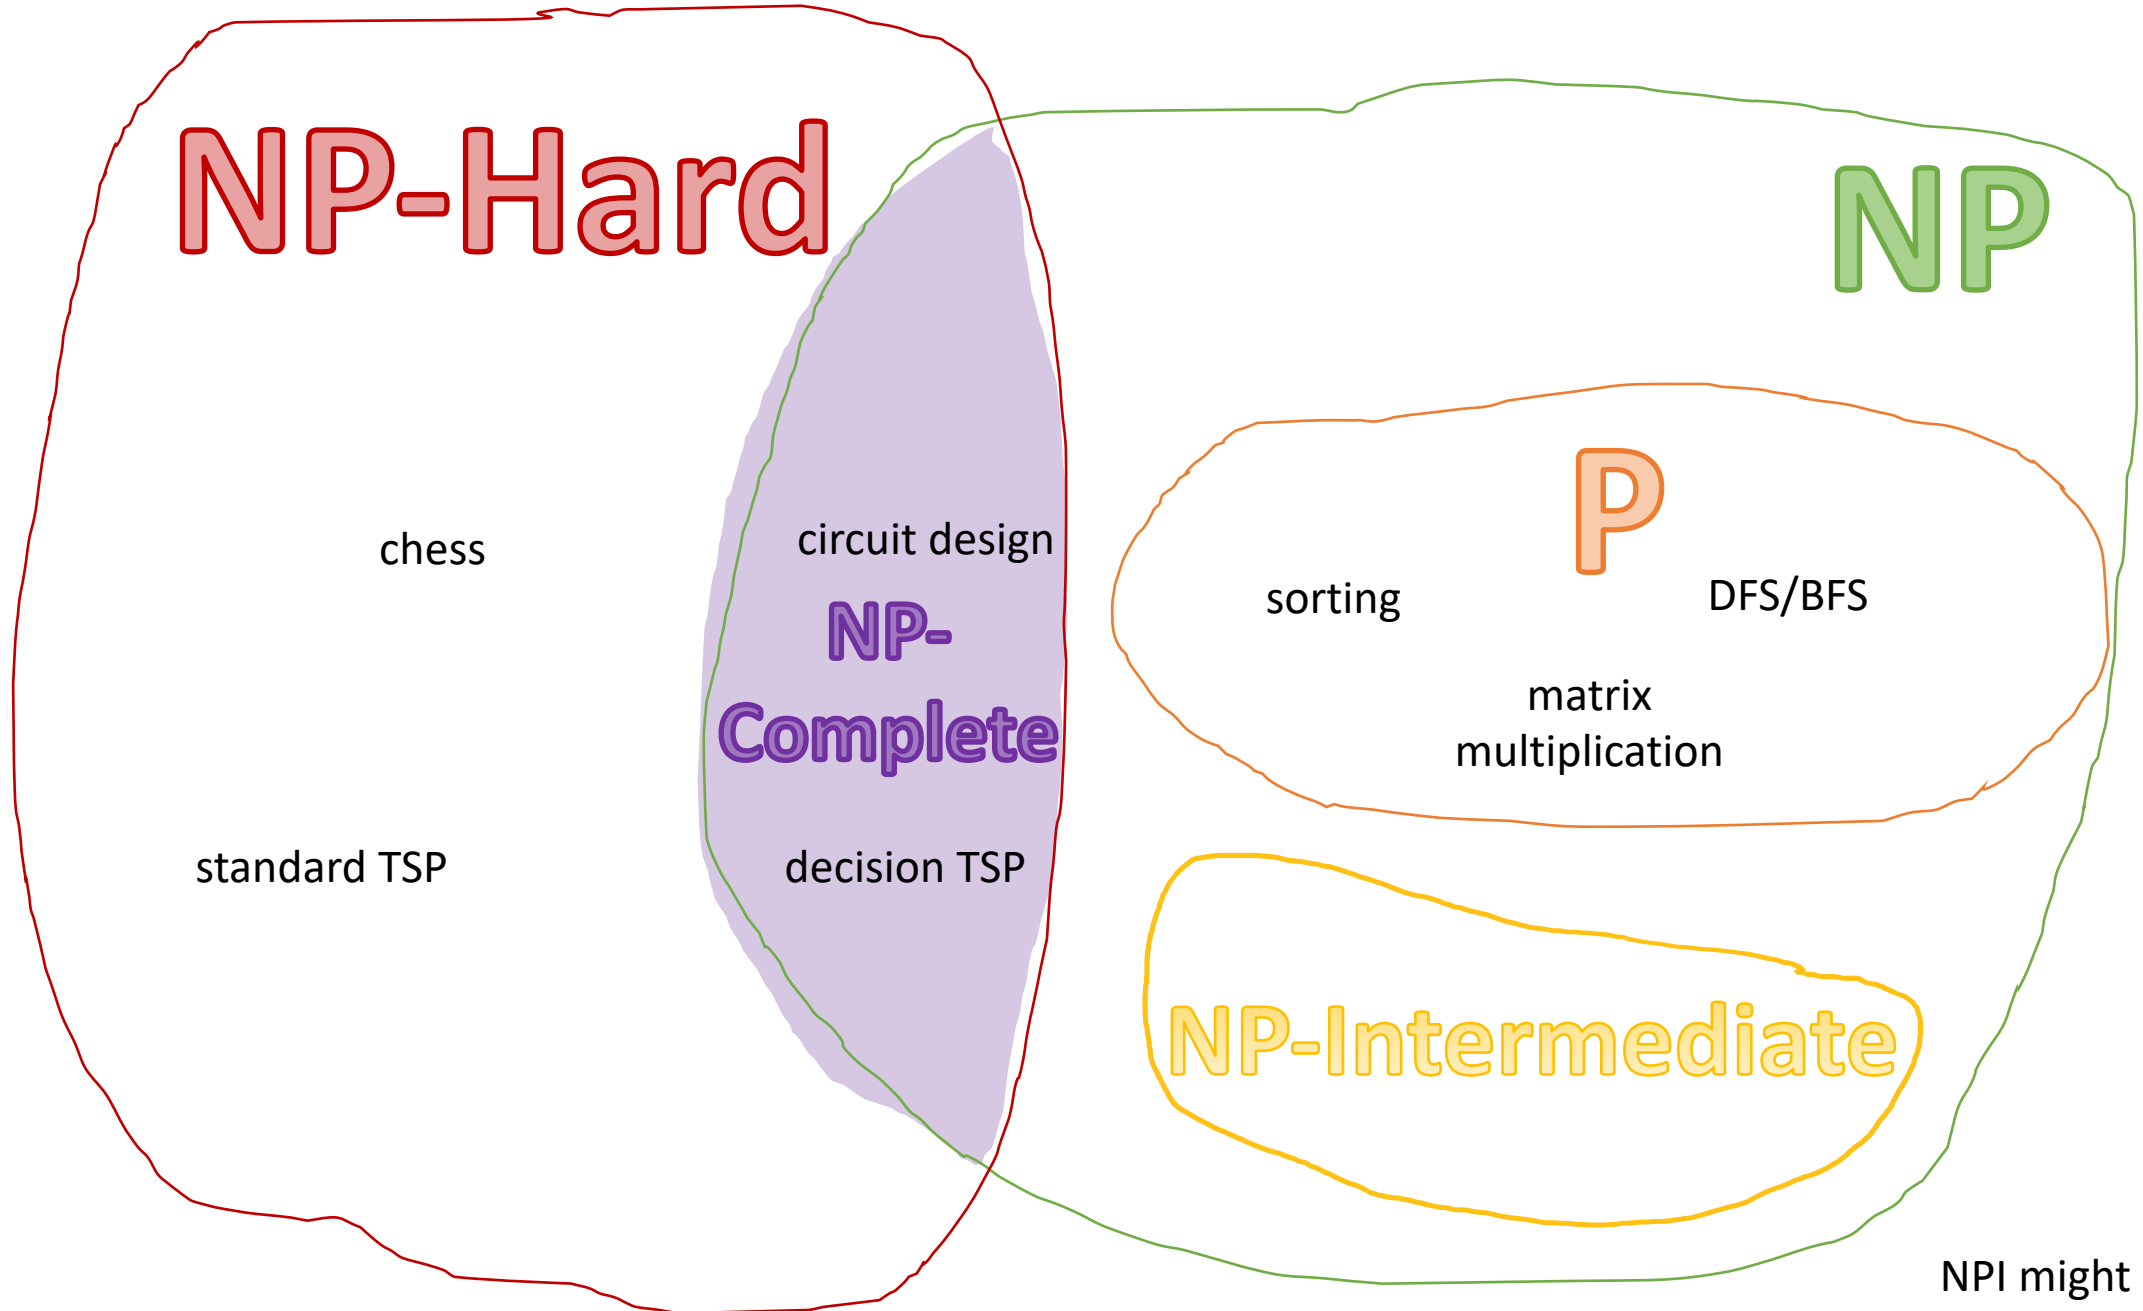 NP-Hard
NP
chess
circuit design
NP-
Complete
P
sorting
DFS/BFS
matrix
multiplication
standard TSP
decision TSP
NP-Intermediate
NPI might